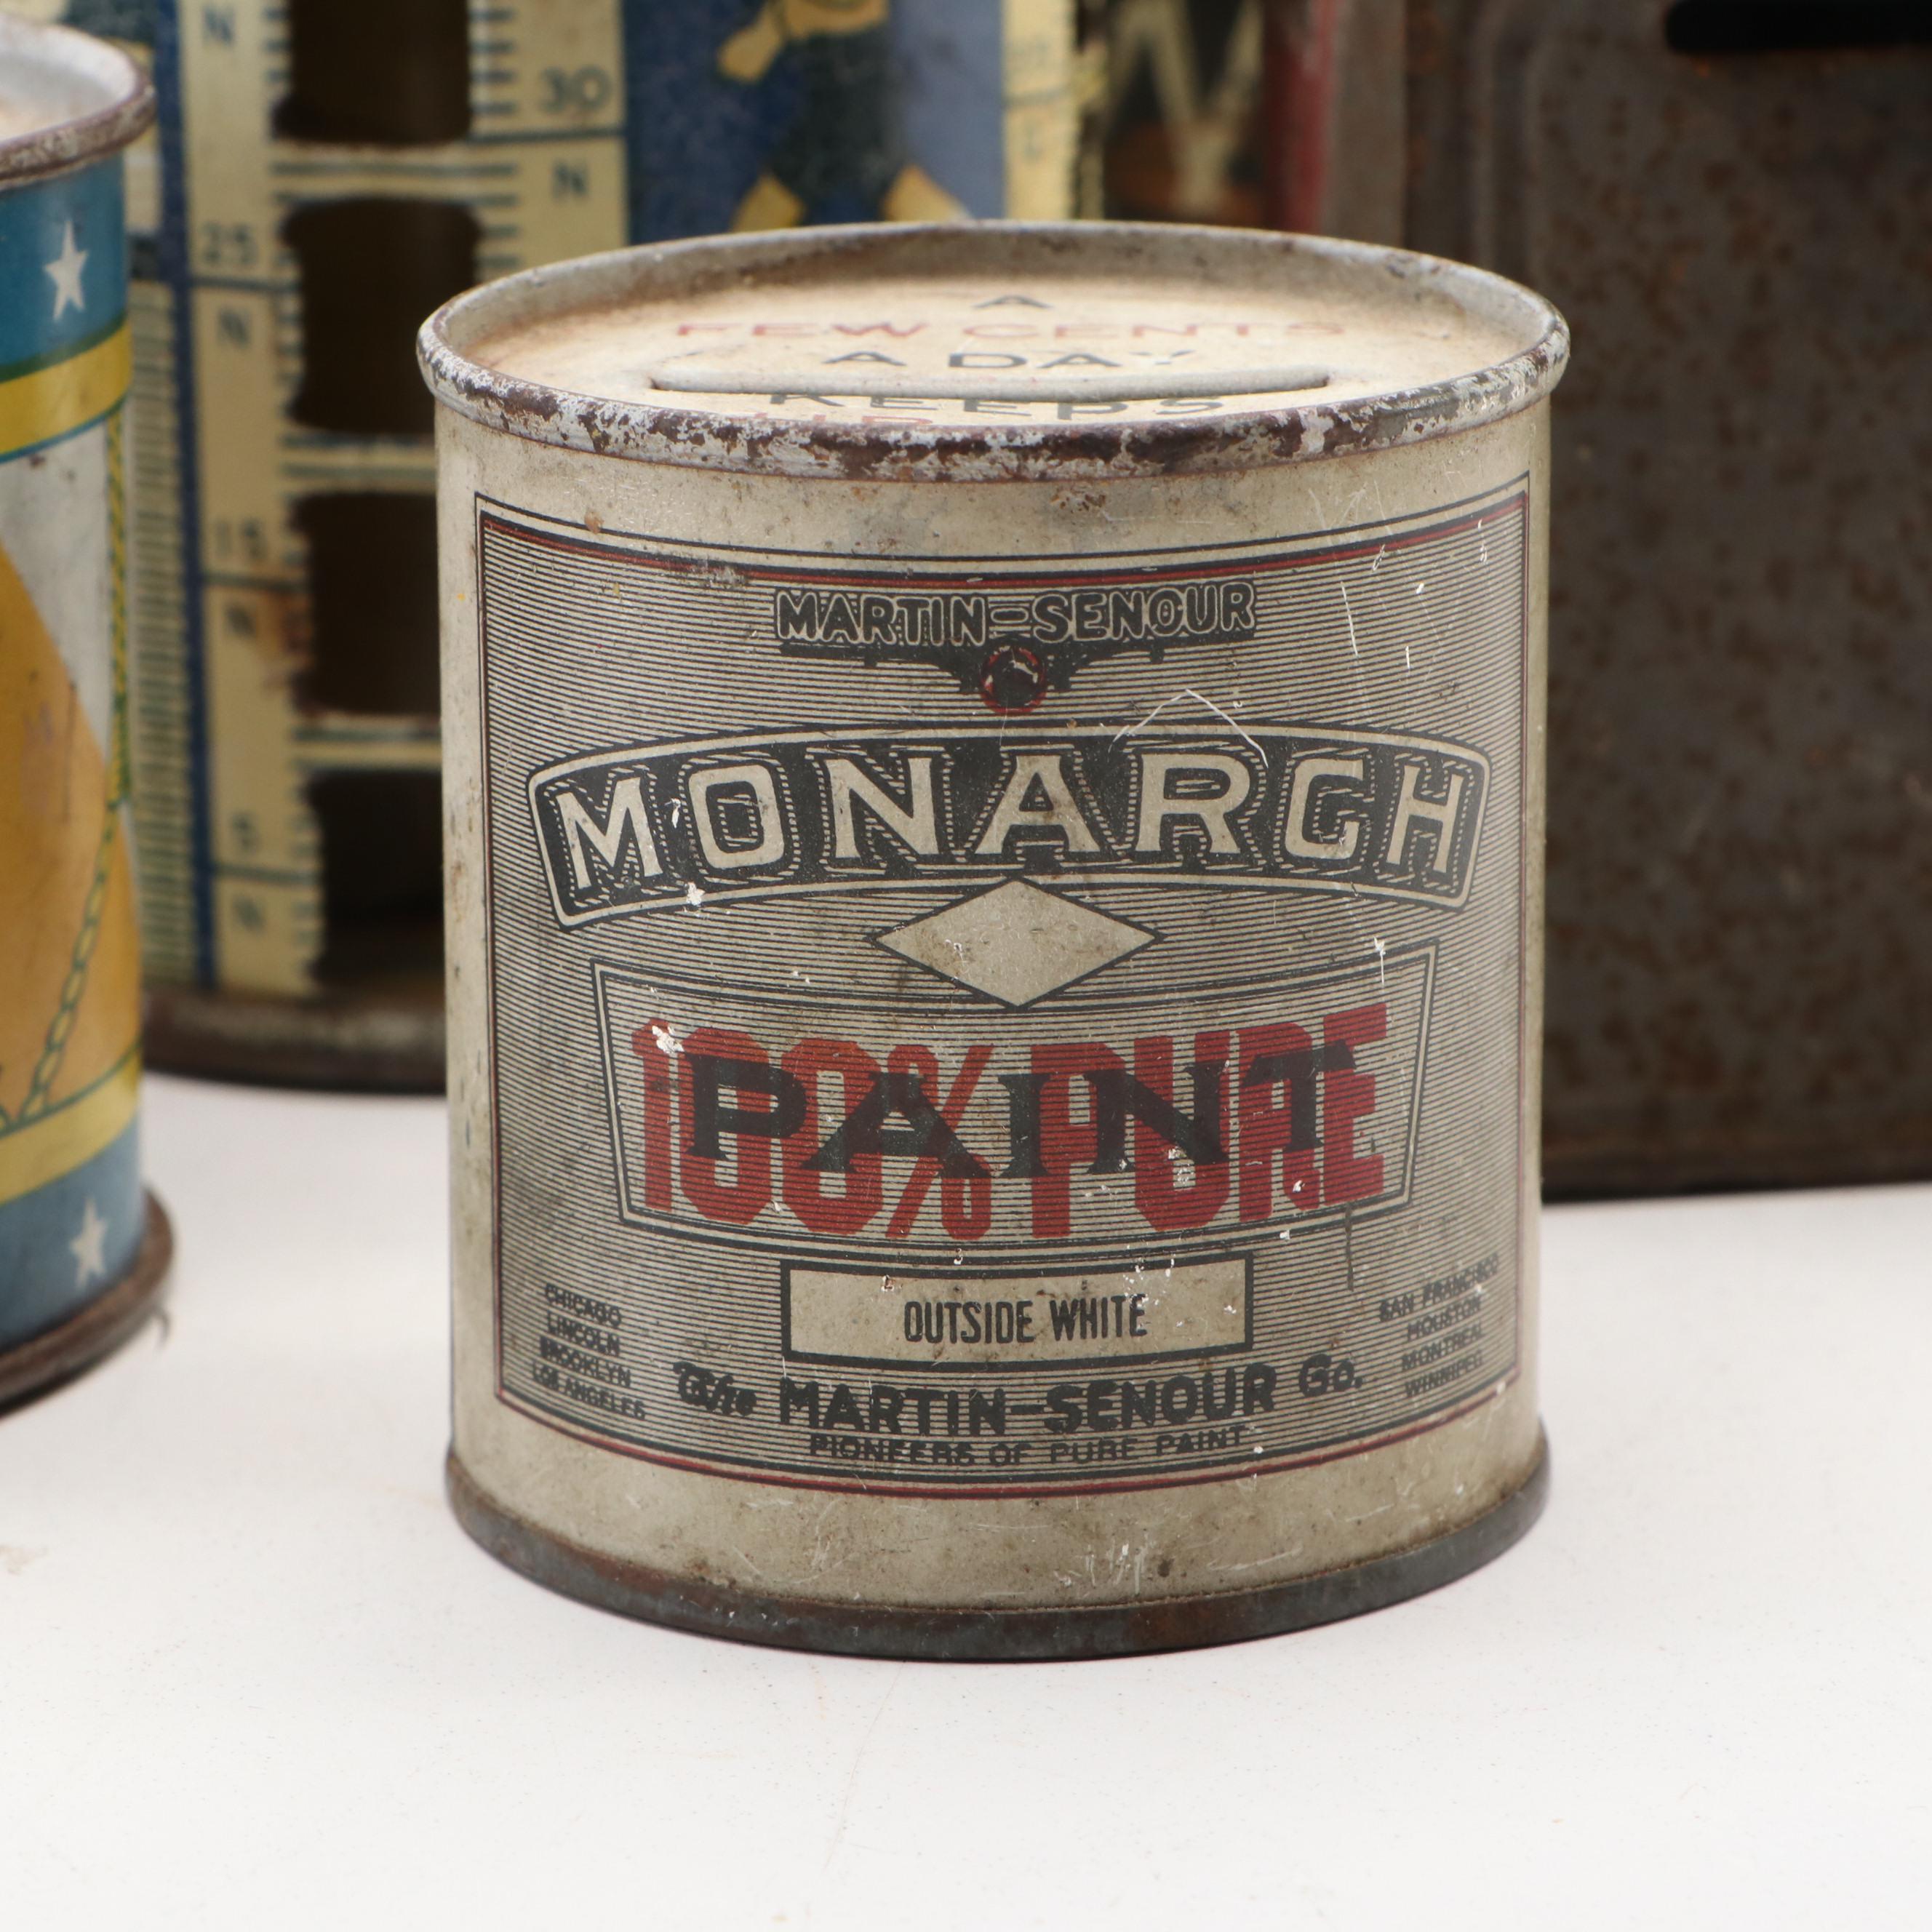 N
30
N
25
N
15
N
5
N
W
A
FEW CENTS
A DAY
KEEPS
MARTIN-SENOUR
MONARCH
100% PURE
PAINT
OUTSIDE WHITE
CHICAGO
LINCOLN
BROOKLYN
LOS ANGELES
SAN FRANCISCO
HOUSTON
MONTREAL
WINNIPEG
The MARTIN-SENOUR Co.
PIONEERS OF PURE PAINT